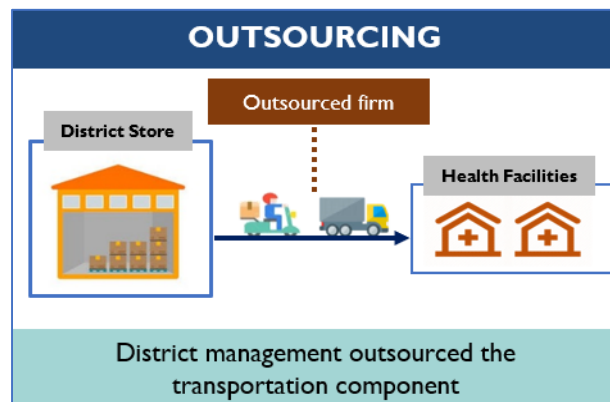 OUTSOURCING
Outsourced firm
District Store
Health Facilities
District management outsourced the
transportation component